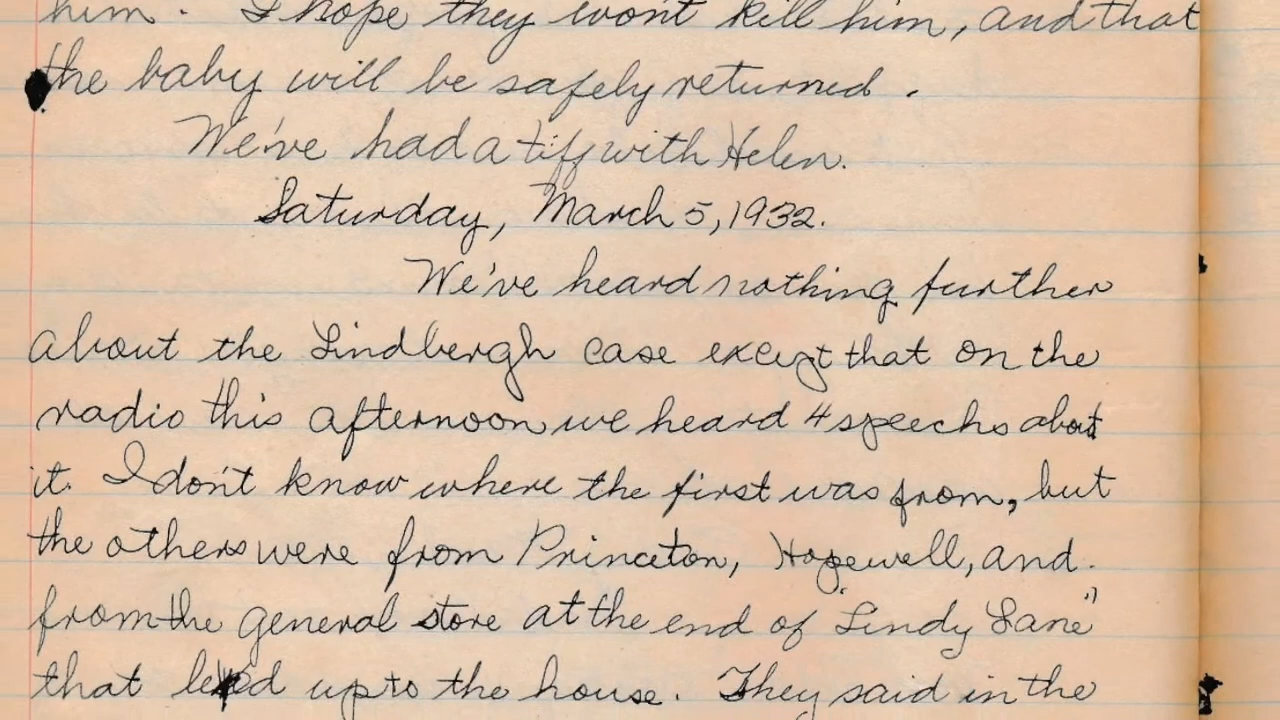 him. I hope they won't kill him, and that
the baby will be safely returned.
We've had a tiff with Helen.
Saturday, March 5, 1932.
We've heard nothing further
about the Lindbergh case except that on the
radio this afternoon we heard 4 speechs about
it. I don't know where the first was from, but
the others were from Princeton, Hopewell, and
from the general store at the end of "Lindy Lane"
that led up to the house. They said in the